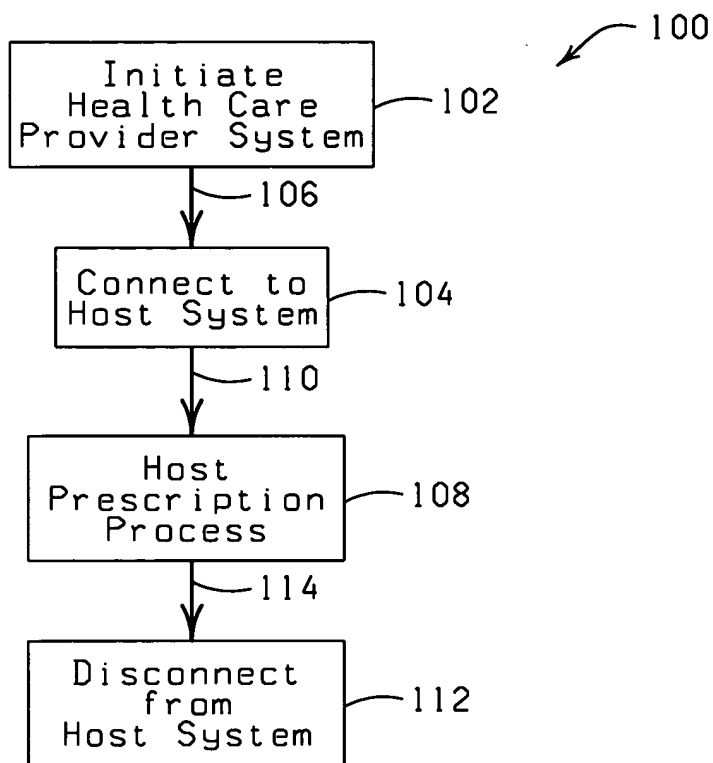 100
Initiate
Health Care
Provider System
102
106
Connect to
Host System
104
110
Host
Prescription
Process
108
114
Disconnect
from
Host System
112